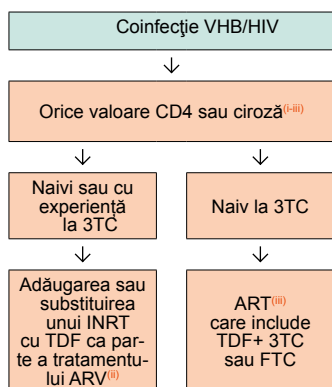 Coinfecţie VHB/HIV
Orice valoare CD4 sau ciroză(i-iii)
Naivi sau cu
experienţă
la 3TC
Naiv la 3TC
Adăugarea sau
substituirea
unui INRT
cu TDF ca par-
te a tratamentu-
lui ARV(ii)
ART(iii)
care include
TDF+ 3TC
sau FTC